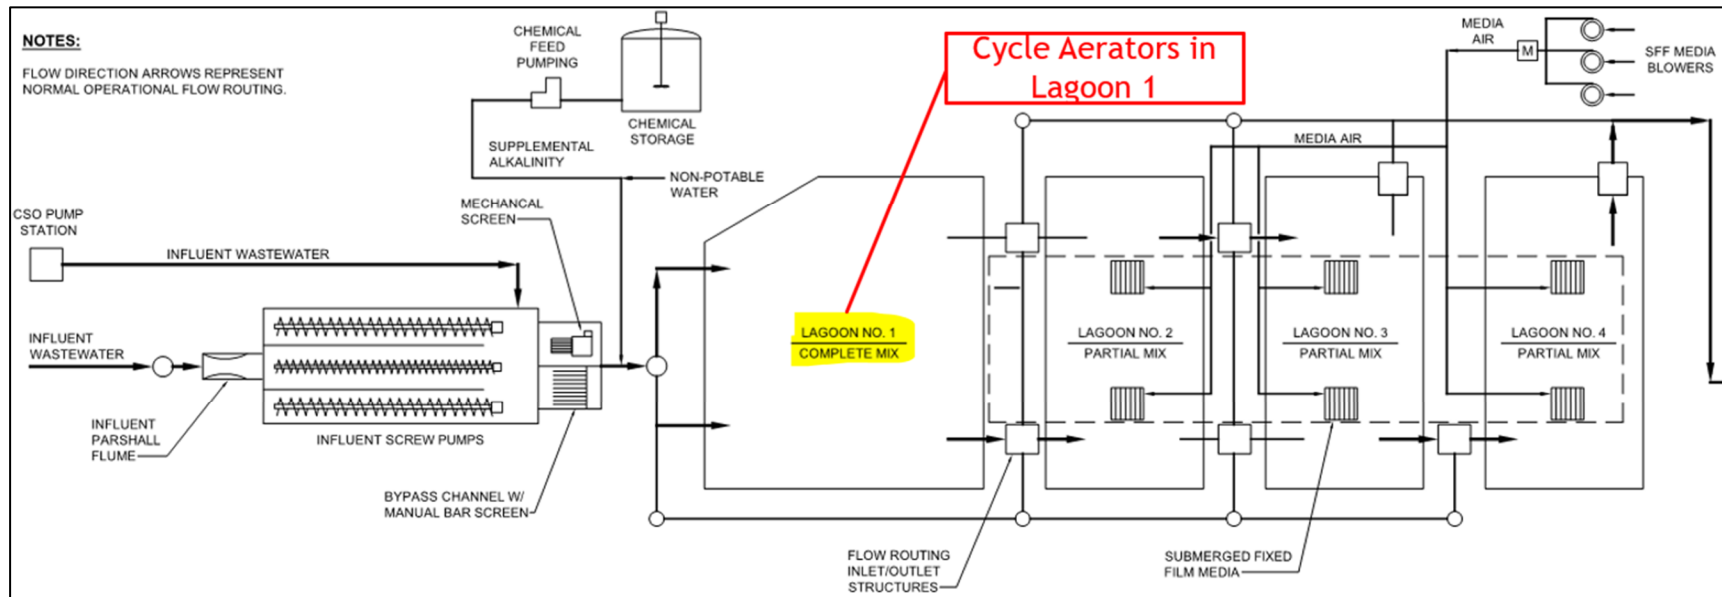 NOTES:
FLOW DIRECTION ARROWS REPRESENT
NORMAL OPERATIONAL FLOW ROUTING.
CHEMICAL
FEED
PUMPING
CHEMICAL
STORAGE
SUPPLEMENTAL
ALKALINITY
NON-POTABLE
WATER
Cycle Aerators in
Lagoon 1
MEDIA
AIR
M
SFF MEDIA
BLOWERS
MEDIA AIR
CSO PUMP
STATION
INFLUENT WASTEWATER
MECHANCAL
SCREEN
INFLUENT
WASTEWATER
INFLUENT
PARSHALL
FLUME
INFLUENT SCREW PUMPS
BYPASS CHANNEL W/
MANUAL BAR SCREEN
LAGOON NO. 1
COMPLETE MIX
LAGOON NO. 2
PARTIAL MIX
LAGOON NO. 3
PARTIAL MIX
LAGOON NO. 4
PARTIAL MIX
FLOW ROUTING
INLET/OUTLET
STRUCTURES
SUBMERGED FIXED
FILM MEDIA